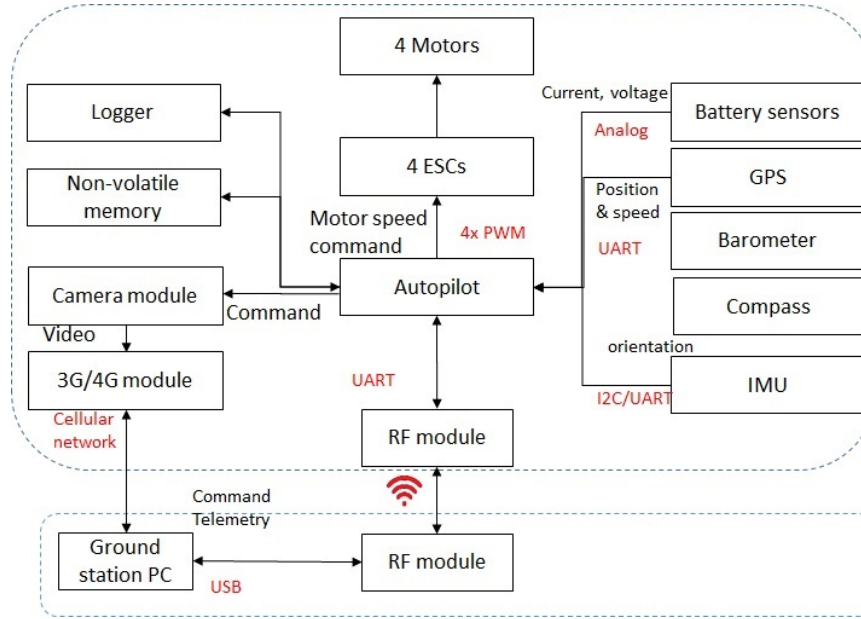 4 Motors
Current, voltage
Logger
Battery sensors
Analog
4 ESCs
GPS
Non-volatile
memory
Position
& speed
Motor speed
command
4x PWM
UART
Barometer
Autopilot
Camera module
Command
Compass
Video
orientation
3G/4G module
UART
IMU
I2C/UART
Cellular
network
RF module
Command
Telemetry
Ground
station PC
RF module
USB